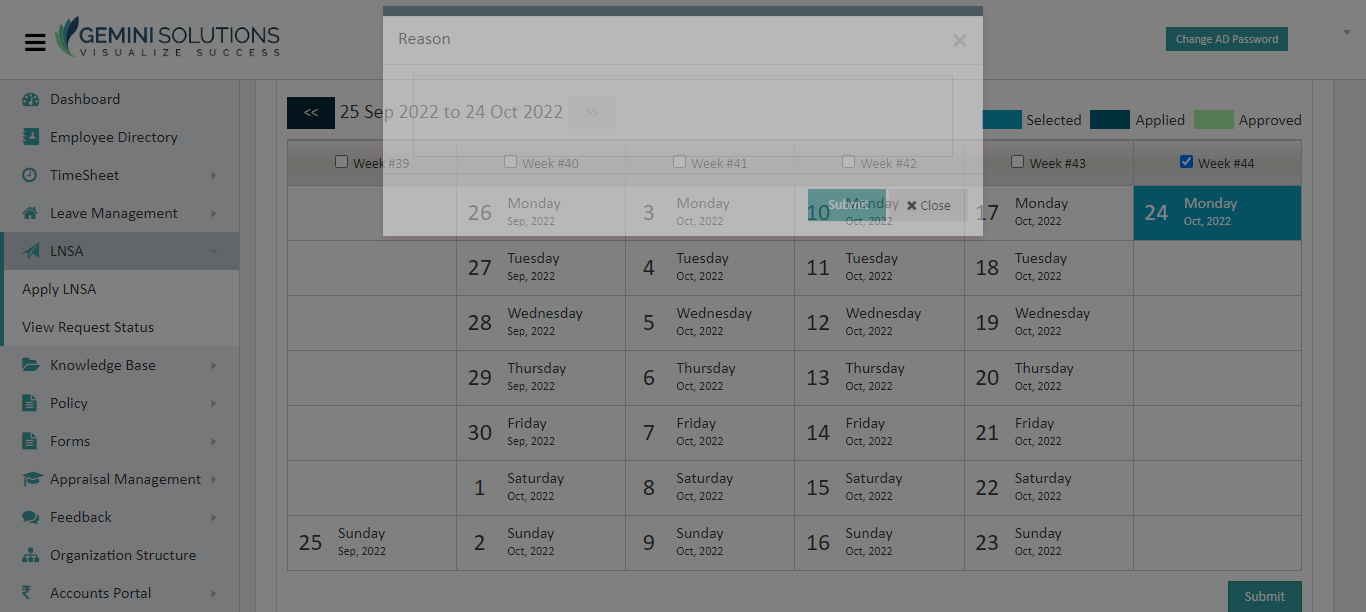 GEMINI SOLUTIONS
VISUALIZE SUCCESS
Reason
×
Change AD Password
Dashboard
Employee Directory
TimeSheet
Leave Management
LNSA
Apply LNSA
View Request Status
Knowledge Base
Policy
Forms
Appraisal Management
Feedback
Organization Structure
Accounts Portal
<< 25 Sep 2022 to 24 Oct 2022 >>
Selected Applied Approved
Week #39 Week #40 Week #41 Week #42 Week #43 Week #44
Submit Close
26 Monday 3 Monday 10 Monday 17 Monday 24 Monday
Sep, 2022 Oct, 2022 Oct, 2022 Oct, 2022 Oct, 2022
27 Tuesday 4 Tuesday 11 Tuesday 18 Tuesday
Sep, 2022 Oct, 2022 Oct, 2022 Oct, 2022
28 Wednesday 5 Wednesday 12 Wednesday 19 Wednesday
Sep, 2022 Oct, 2022 Oct, 2022 Oct, 2022
29 Thursday 6 Thursday 13 Thursday 20 Thursday
Sep, 2022 Oct, 2022 Oct, 2022 Oct, 2022
30 Friday 7 Friday 14 Friday 21 Friday
Sep, 2022 Oct, 2022 Oct, 2022 Oct, 2022
1 Saturday 8 Saturday 15 Saturday 22 Saturday
Oct, 2022 Oct, 2022 Oct, 2022 Oct, 2022
25 Sunday 2 Sunday 9 Sunday 16 Sunday 23 Sunday
Sep, 2022 Oct, 2022 Oct, 2022 Oct, 2022 Oct, 2022
Submit